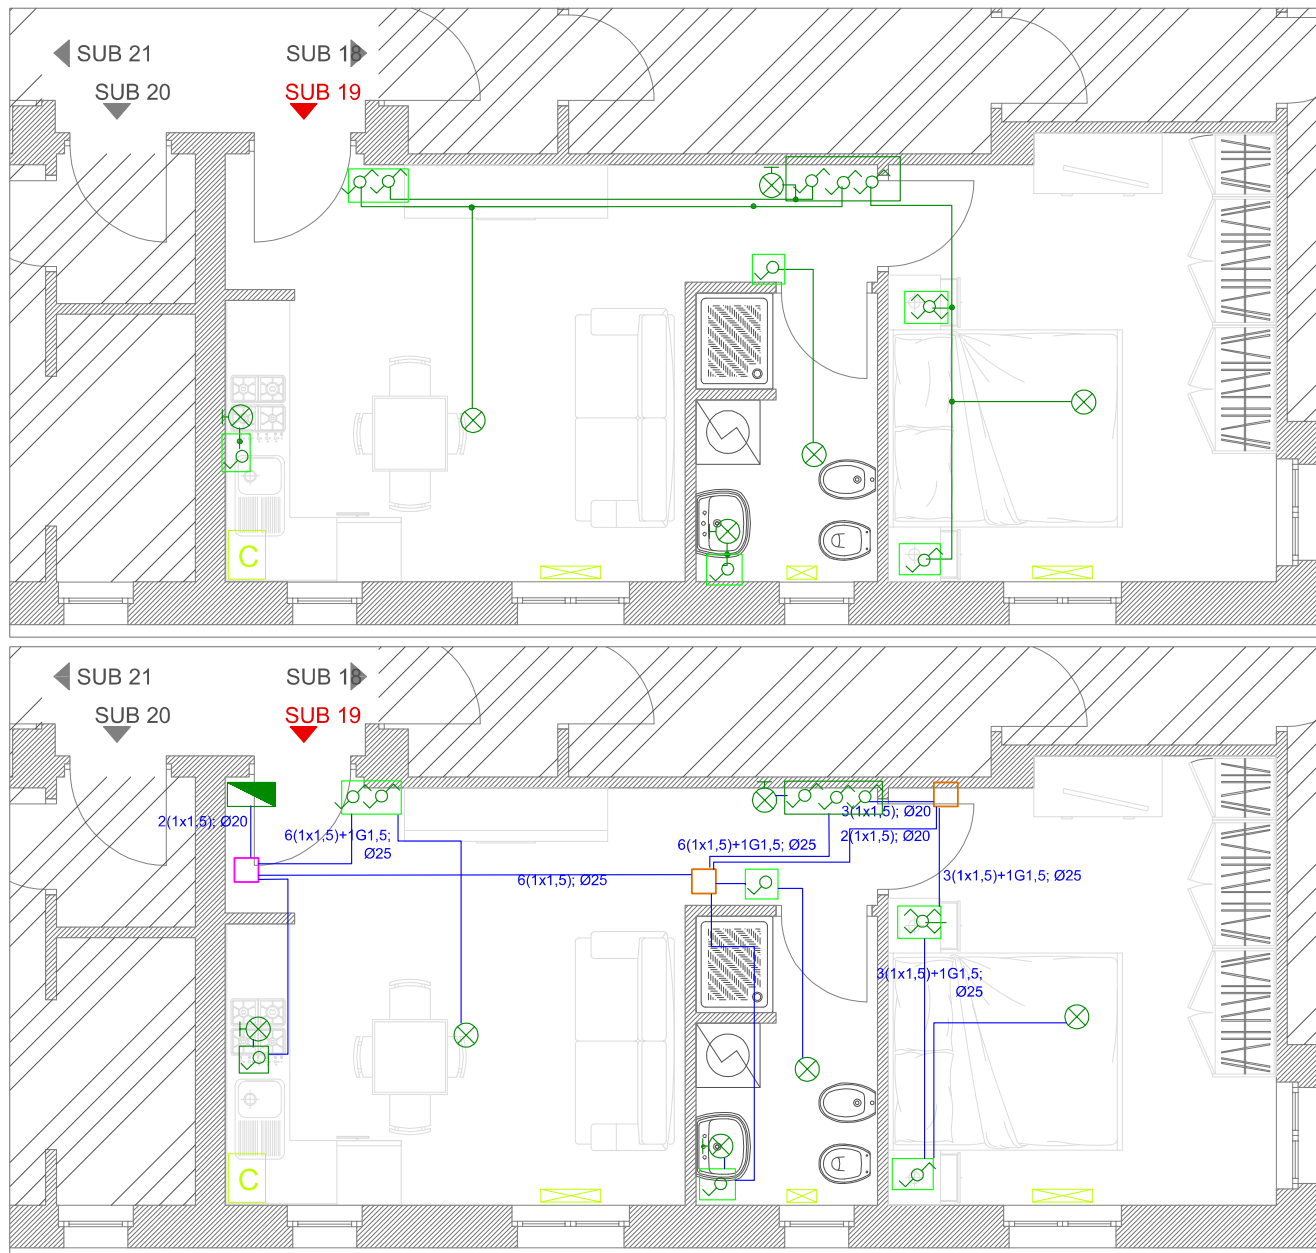 SUB 21
SUB 18
SUB 20
SUB 19
C
SUB 21
SUB 18
SUB 20
SUB 19
2(1x1,5); Ø20
6(1x1,5)+1G1,5;
Ø25
3(1x1,5); Ø20
2(1x1,5); Ø20
6(1x1,5)+1G1,5; Ø25
6(1x1,5); Ø25
3(1x1,5)+1G1,5; Ø25
3(1x1,5)+1G1,5;
Ø25
C